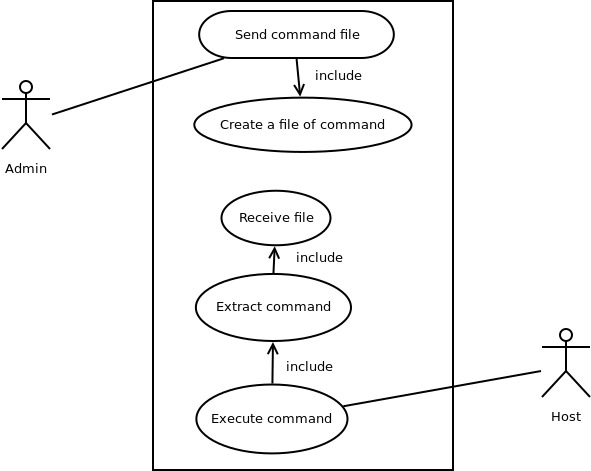 Send command file
include
Create a file of command
Admin
Receive file
include
Extract command
include
Execute command
Host